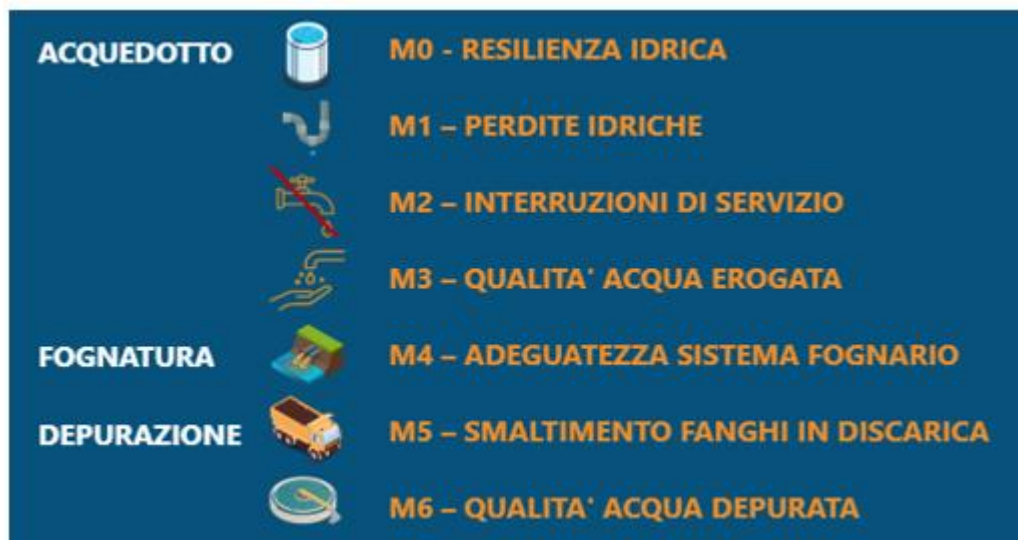 ACQUEDOTTO M0 - RESILIENZA IDRICA
M1 – PERDITE IDRICHE
M2 – INTERRUZIONI DI SERVIZIO
M3 – QUALITA' ACQUA EROGATA
FOGNATURA M4 – ADEGUATEZZA SISTEMA FOGNARIO
DEPURAZIONE M5 – SMALTIMENTO FANGHI IN DISCARICA
M6 – QUALITA' ACQUA DEPURATA